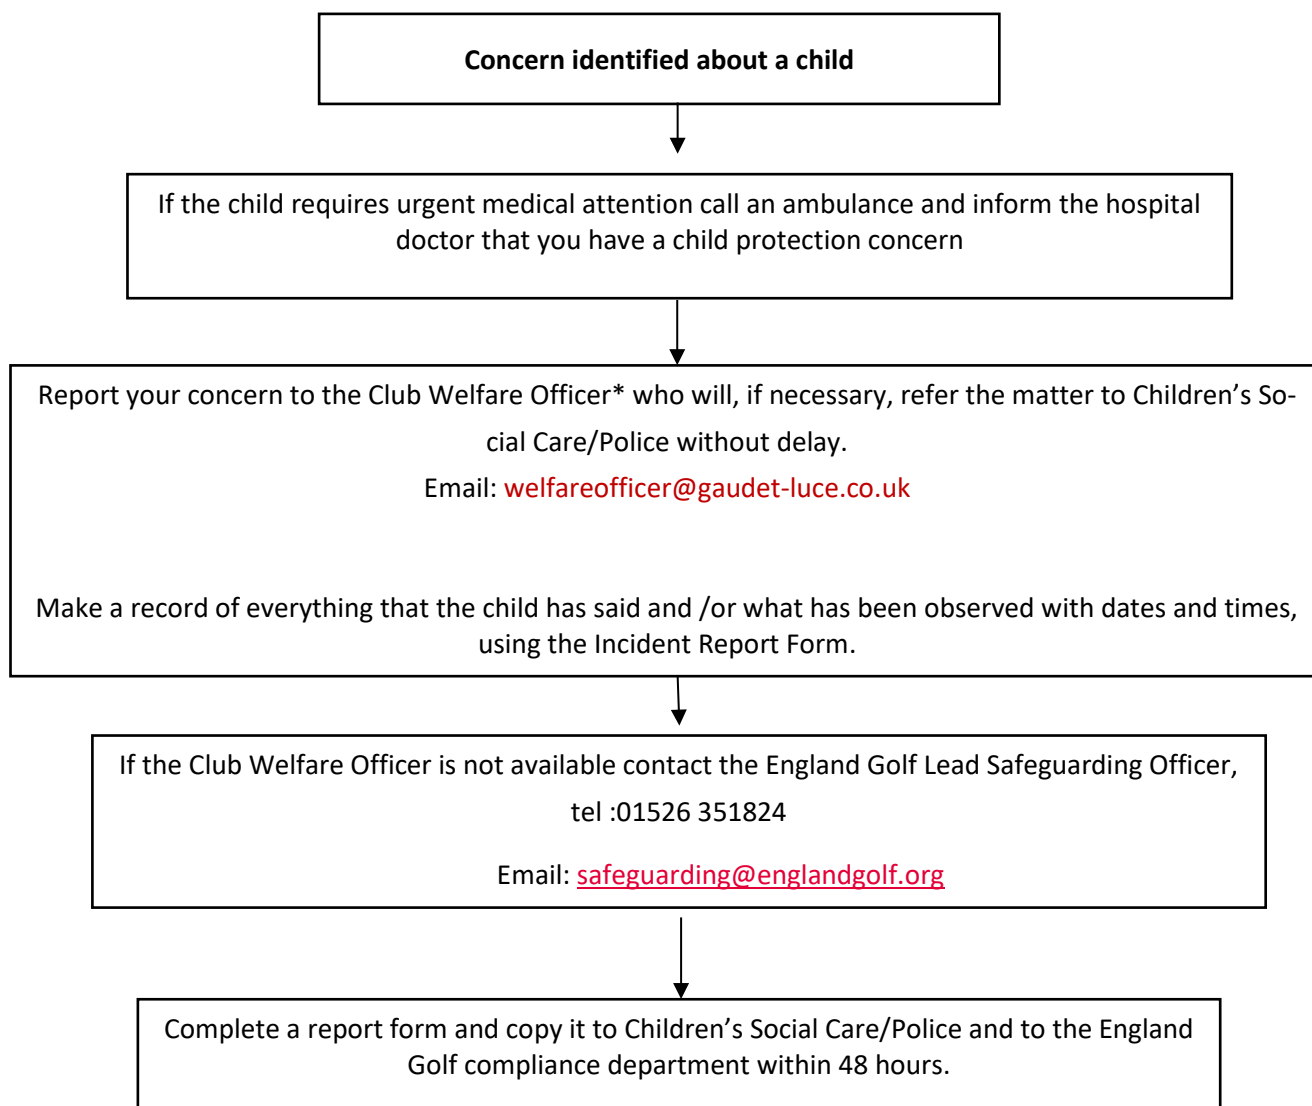 Concern identified about a child
If the child requires urgent medical attention call an ambulance and inform the hospital
doctor that you have a child protection concern
Report your concern to the Club Welfare Officer* who will, if necessary, refer the matter to Children’s So-
cial Care/Police without delay.
Email: welfareofficer@gaudet-luce.co.uk
Make a record of everything that the child has said and /or what has been observed with dates and times,
using the Incident Report Form.
If the Club Welfare Officer is not available contact the England Golf Lead Safeguarding Officer,
tel :01526 351824
Email: safeguarding@englandgolf.org
Complete a report form and copy it to Children’s Social Care/Police and to the England
Golf compliance department within 48 hours.